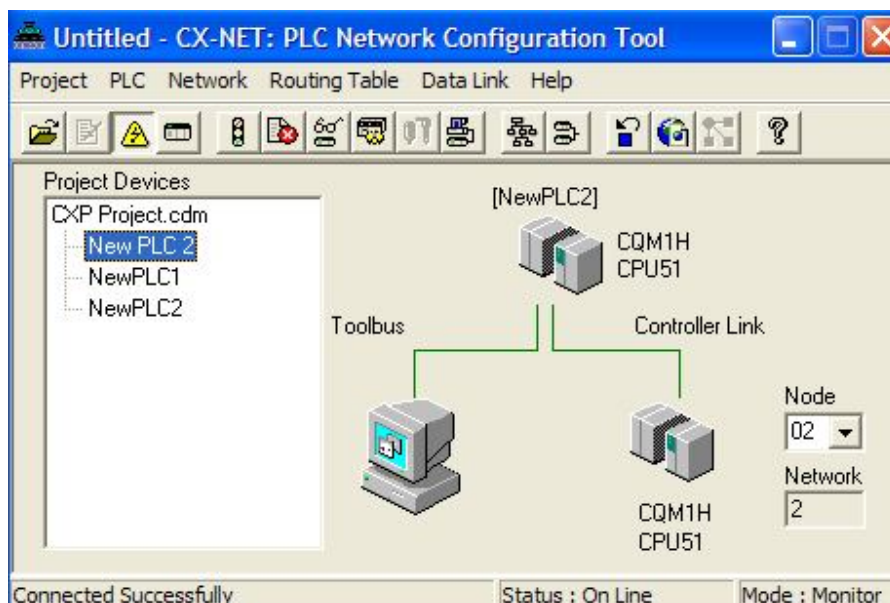 Untitled - CX-NET: PLC Network Configuration Tool
Project PLC Network Routing Table Data Link Help
Project Devices
CXP Project.cdm
New PLC 2
NewPLC1
NewPLC2
[NewPLC2]
CQM1H
CPU51
Toolbus
Controller Link
CQM1H
CPU51
Node
02
Network
2
Connected Successfully
Status : On Line
Mode : Monitor